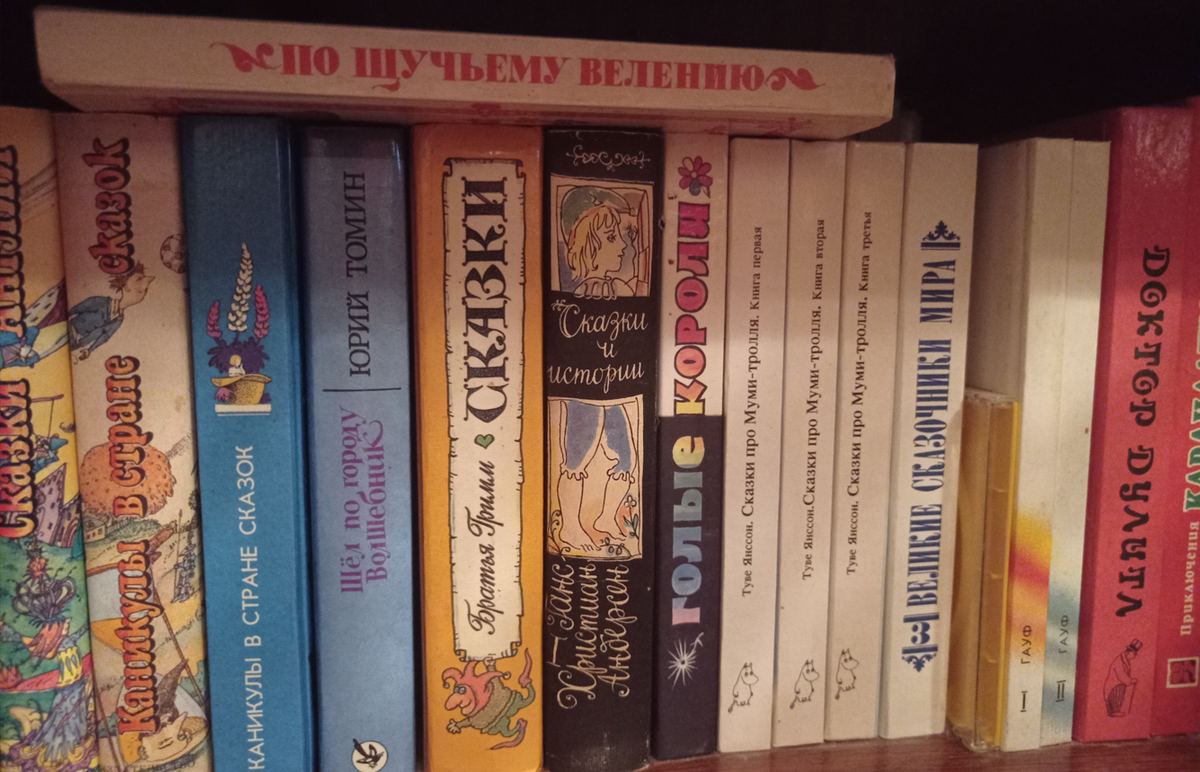 ПО ЩУЧЬЕМУ ВЕЛЕНИЮ
СКАЗКИ АНГЛИИ
Каникулы в стране сказок
КАНИКУЛЫ В СТРАНЕ СКАЗОК
ЮРИЙ ТОМИН
Шёл по городу
Волшебник
Братья Гримм СКАЗКИ
Сказки
и
истории
Ганс
Христиан
Андерсен
ГОЛЫЕ КОРОЛИ
Туве Янссон. Сказки про Муми-тролля. Книга первая
Туве Янссон. Сказки про Муми-тролля. Книга вторая
Туве Янссон. Сказки про Муми-тролля. Книга третья
ВЕЛИКИЕ СКАЗОЧНИКИ МИРА
I ГАУФ
II ГАУФ
ДОКТОР ДУЛИТЛ
Приключения